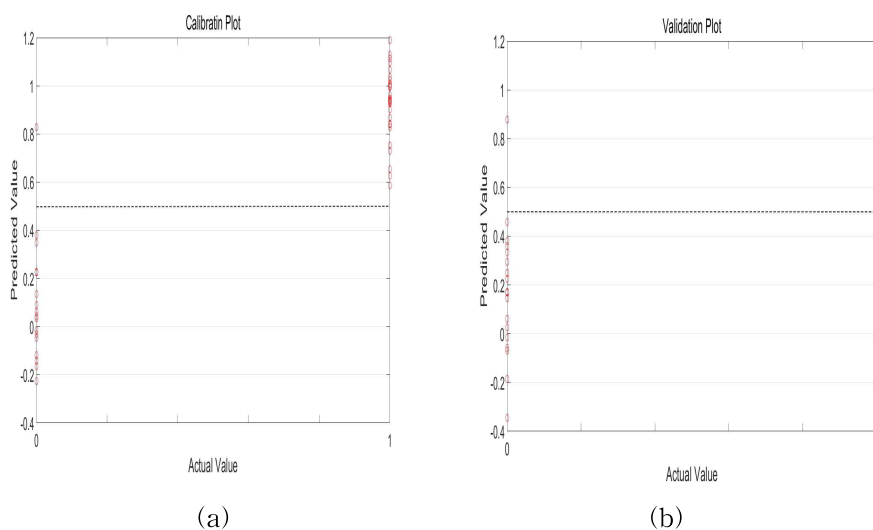 Calibratin Plot
1.2
1
0.8
0.6
0.4
0.2
0
-0.2
-0.4
Predicted Value
0
1
Actual Value
(a)
Validation Plot
1.2
1
0.8
0.6
0.4
0.2
0
-0.2
-0.4
Predicted Value
0
Actual Value
(b)